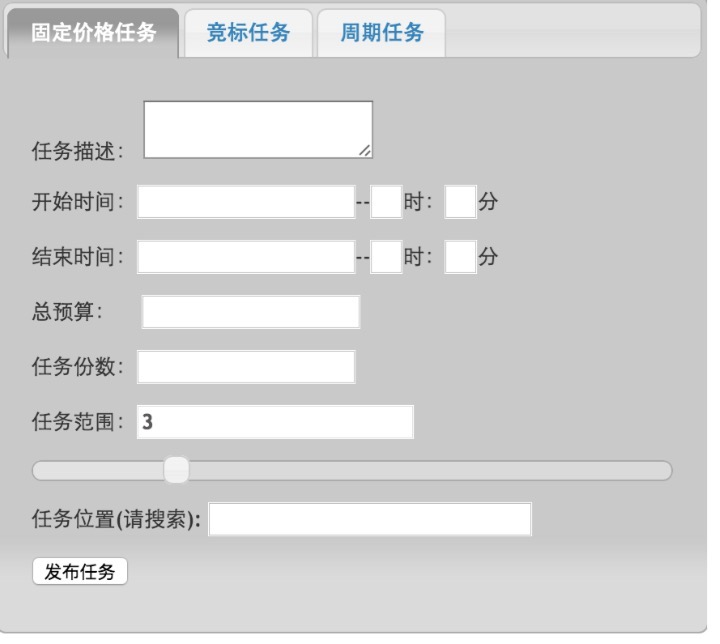 固定价格任务 竞标任务 周期任务
任务描述：
开始时间： -- 时： 分
结束时间： -- 时： 分
总预算：
任务份数：
任务范围： 3
任务位置(请搜索):
发布任务